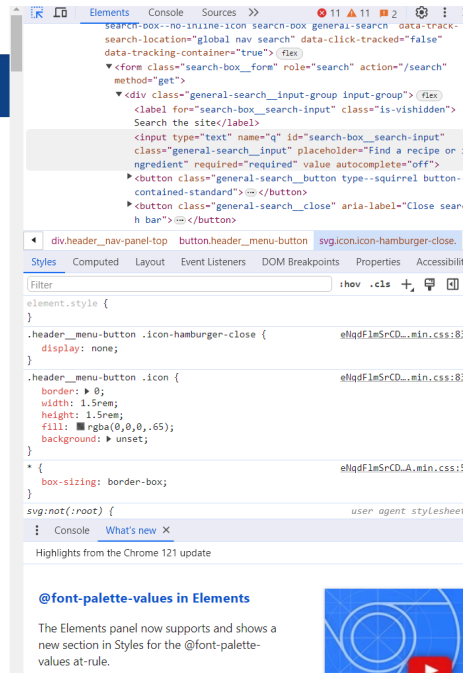 Elements Console Sources >> 11 11 2
search-box--no-inline-icon search-box general-search" data-track-
search-location="global nav search" data-click-tracked="false"
data-tracking-container="true"> flex
▼<form class="search-box__form" role="search" action="/search"
method="get">
▼<div class="general-search__input-group input-group"> flex
<label for="search-box__search-input" class="is-vishidden">
Search the site</label>
<input type="text" name="q" id="search-box__search-input"
class="general-search__input" placeholder="Find a recipe or i
ngredient" required="required" value autocomplete="off">
▶<button class="general-search__button type--squirrel button-
contained-standard"> ⋯ </button>
▶<button class="general-search__close" aria-label="Close searc
h bar"> ⋯ </button>
div.header__nav-panel-top button.header__menu-button svg.icon.icon-hamburger-close.
Styles Computed Layout Event Listeners DOM Breakpoints Properties Accessibilit
Filter :hov .cls +
element.style {
}
.header__menu-button .icon-hamburger-close { eNqdFlmSrCD….min.css:83
display: none;
}
.header__menu-button .icon { eNqdFlmSrCD….min.css:83
border: ▶ 0;
width: 1.5rem;
height: 1.5rem;
fill: rgba(0,0,0,.65);
background: ▶ unset;
}
* { eNqdFlmSrCD…A.min.css:5
box-sizing: border-box;
}
svg:not(:root) { user agent stylesheet
Console What's new ×
Highlights from the Chrome 121 update
@font-palette-values in Elements
The Elements panel now supports and shows a
new section in Styles for the @font-palette-
values at-rule.